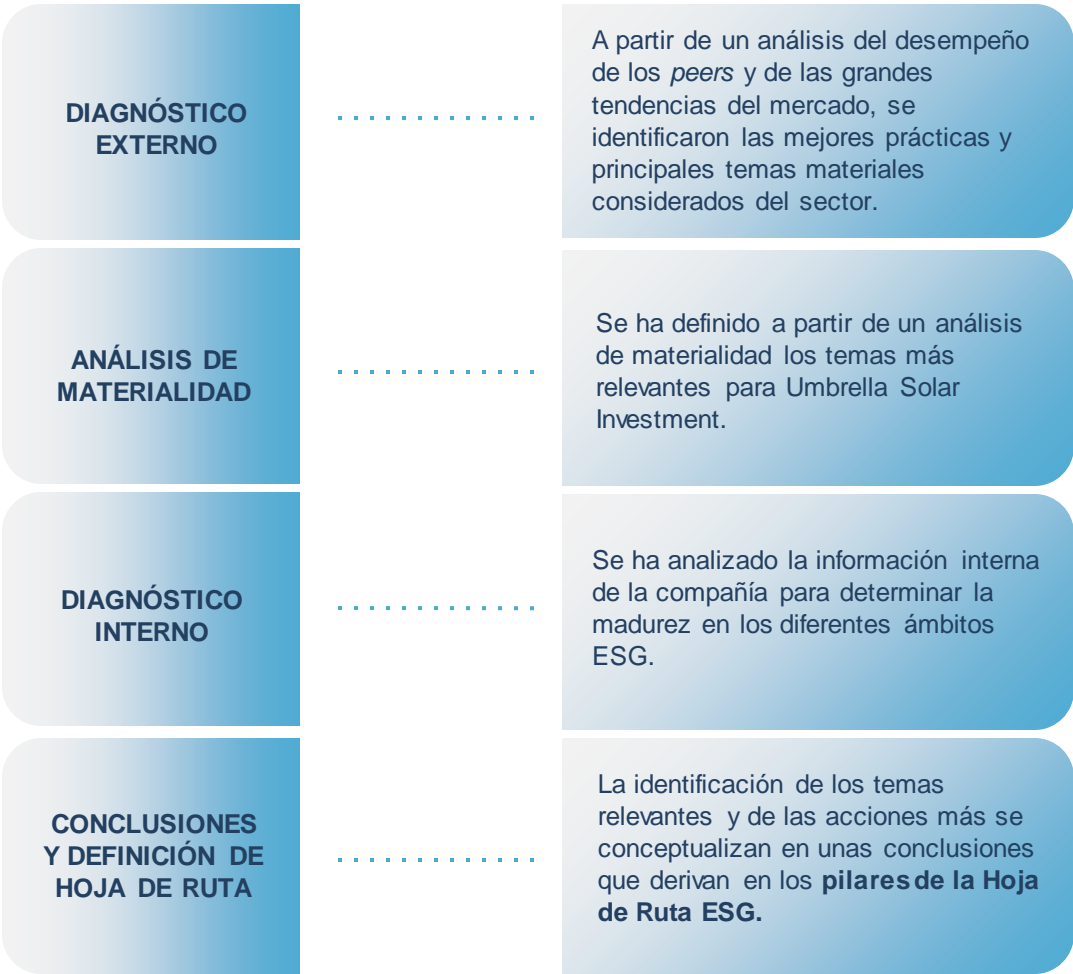 DIAGNÓSTICO
EXTERNO
A partir de un análisis del desempeño
de los peers y de las grandes
tendencias del mercado, se
identificaron las mejores prácticas y
principales temas materiales
considerados del sector.
ANÁLISIS DE
MATERIALIDAD
Se ha definido a partir de un análisis
de materialidad los temas más
relevantes para Umbrella Solar
Investment.
DIAGNÓSTICO
INTERNO
Se ha analizado la información interna
de la compañía para determinar la
madurez en los diferentes ámbitos
ESG.
CONCLUSIONES
Y DEFINICIÓN DE
HOJA DE RUTA
La identificación de los temas
relevantes y de las acciones más se
conceptualizan en unas conclusiones
que derivan en los pilares de la Hoja
de Ruta ESG.